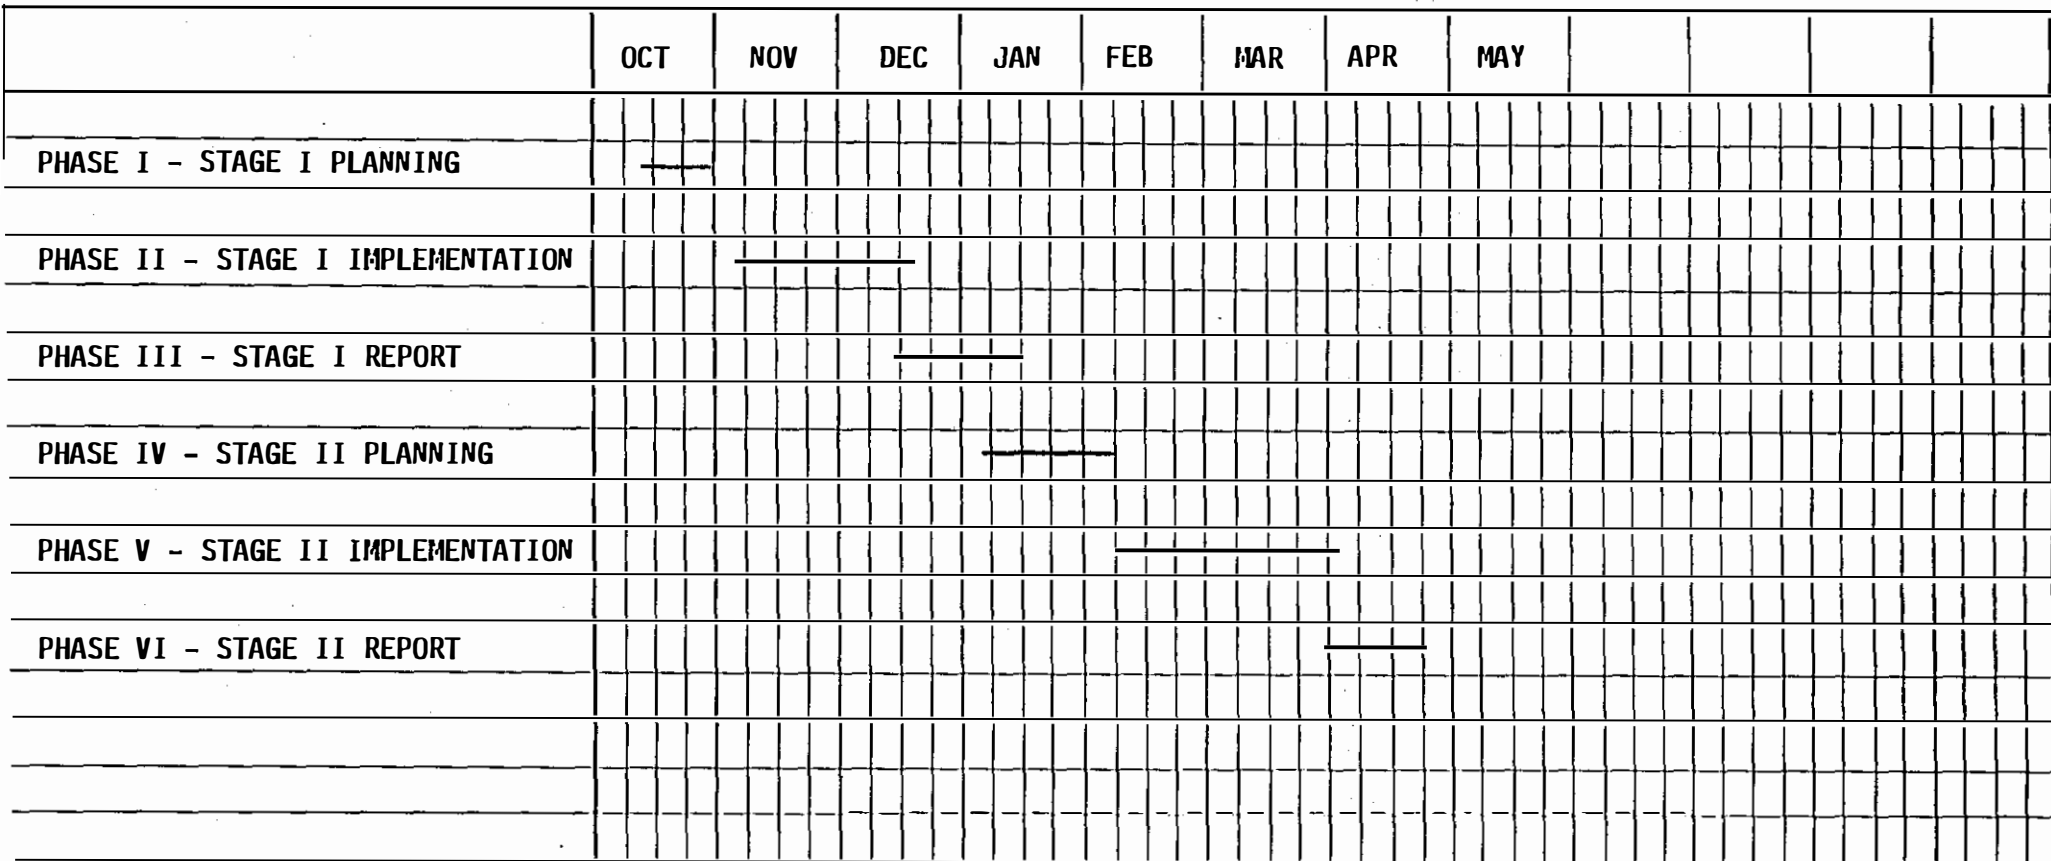 OCT NOV DEC JAN FEB MAR APR MAY
PHASE I - STAGE I PLANNING
PHASE II - STAGE I IMPLEMENTATION
PHASE III - STAGE I REPORT
PHASE IV - STAGE II PLANNING
PHASE V - STAGE II IMPLEMENTATION
PHASE VI - STAGE II REPORT